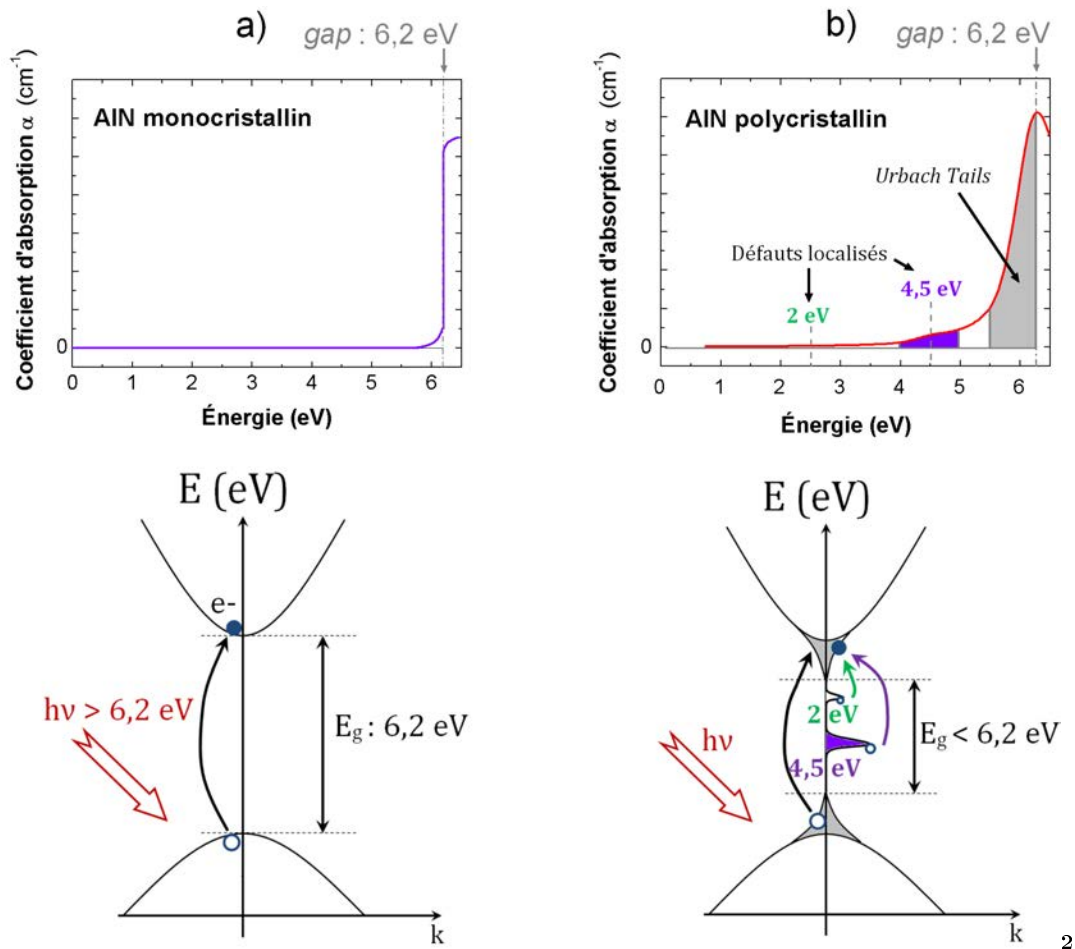 a)
gap : 6,2 eV
Coefficient d'absorption α (cm⁻¹)
AlN monocristallin
0
0 1 2 3 4 5 6
Énergie (eV)
b)
gap : 6,2 eV
Coefficient d'absorption α (cm⁻¹)
AlN polycristallin
Urbach Tails
Défauts localisés
4,5 eV
2 eV
0
0 1 2 3 4 5 6
Énergie (eV)
E (eV)
e-
hν > 6,2 eV
Eg : 6,2 eV
k
E (eV)
2 eV
hν
Eg < 6,2 eV
4,5 eV
k
2